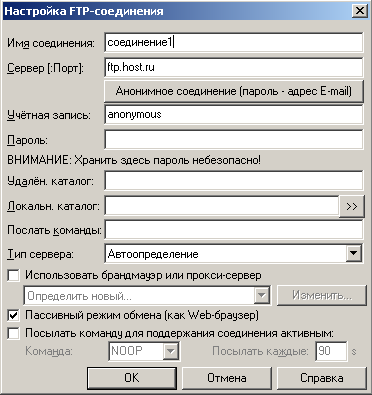 Настройка FTP-соединения
Имя соединения: соединение1
Сервер [:Порт]: ftp.host.ru
Анонимное соединение (пароль - адрес E-mail)
Учётная запись: anonymous
Пароль:
ВНИМАНИЕ: Хранить здесь пароль небезопасно!
Удалён. каталог:
Локальн. каталог: >>
Послать команды:
Тип сервера: Автоопределение
Использовать брандмауэр или прокси-сервер
Определить новый... Изменить...
Пассивный режим обмена (как Web-браузер)
Посылать команду для поддержания соединения активным:
Команда: NOOP Посылать каждые: 90 s
OK Отмена Справка